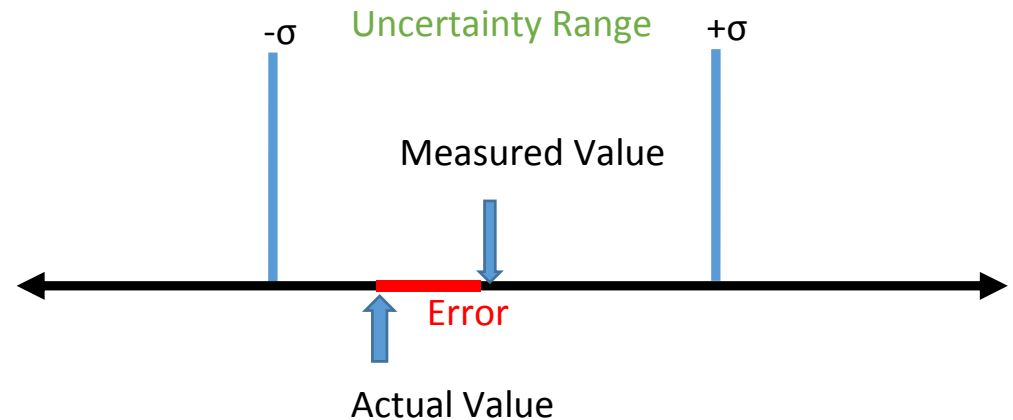 -σ Uncertainty Range +σ
Measured Value
Error
Actual Value